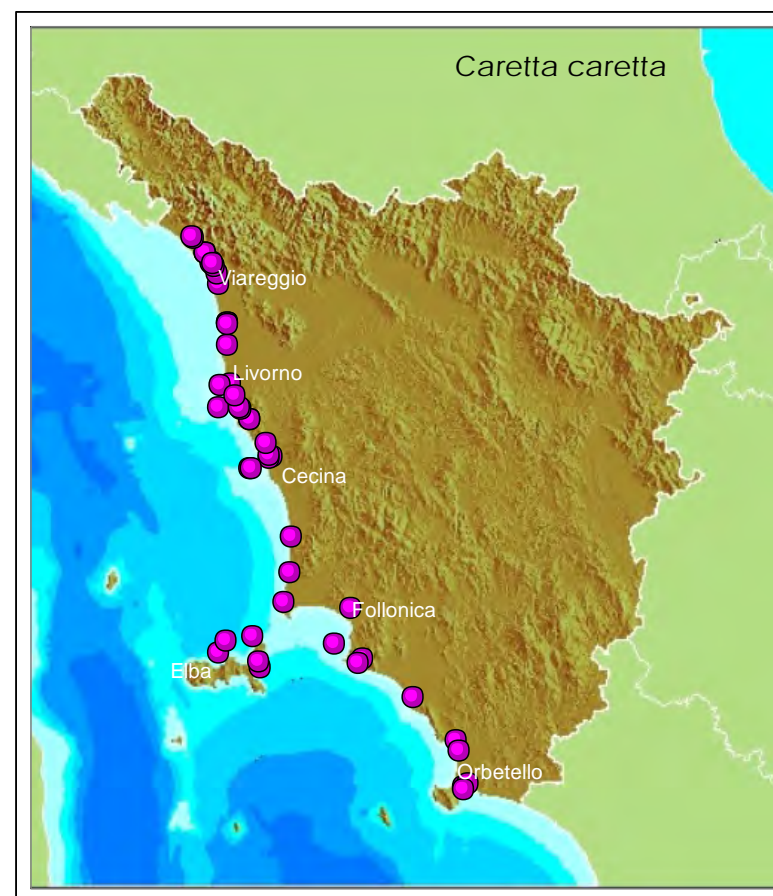 Caretta caretta
Viareggio
Livorno
Cecina
Follonica
Elba
Orbetello